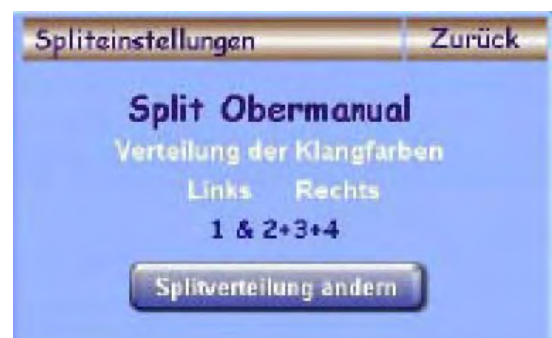 Spliteinstellungen Zurück
Split Obermanual
Verteilung der Klangfarben
Links Rechts
1 & 2+3+4
Splitverteilung ändern